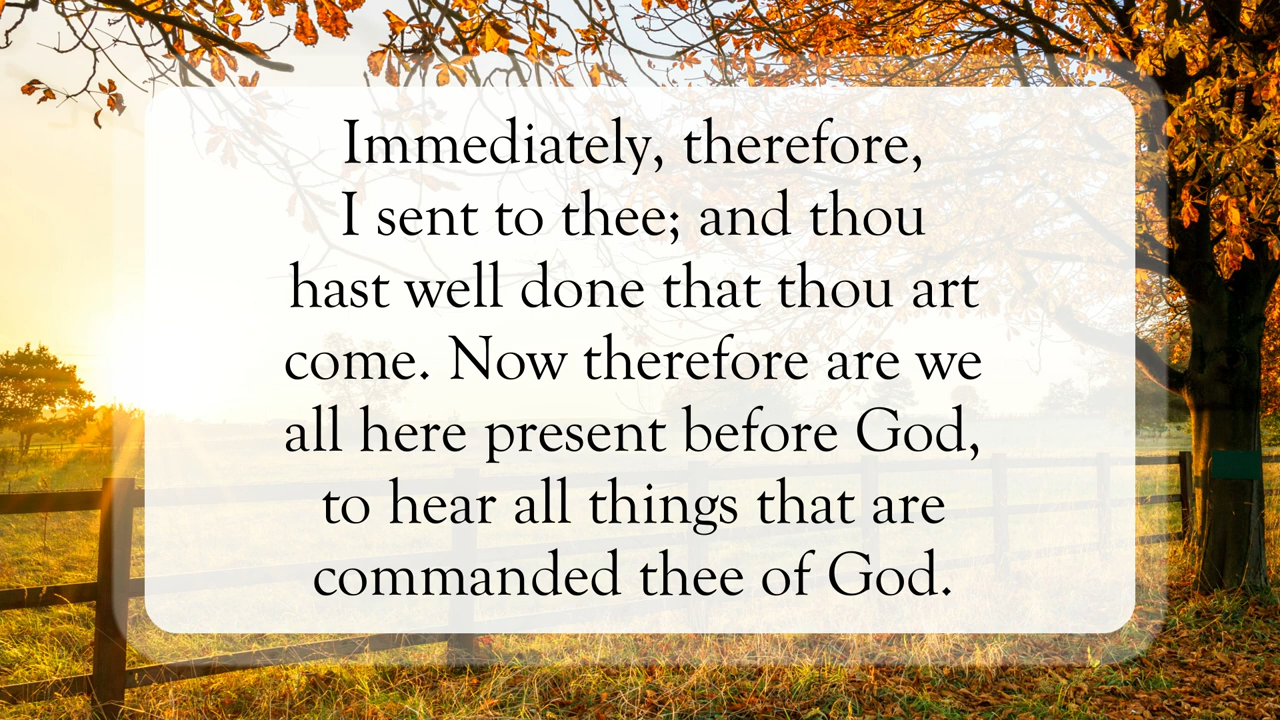 Immediately, therefore,
I sent to thee; and thou
hast well done that thou art
come. Now therefore are we
all here present before God,
to hear all things that are
commanded thee of God.